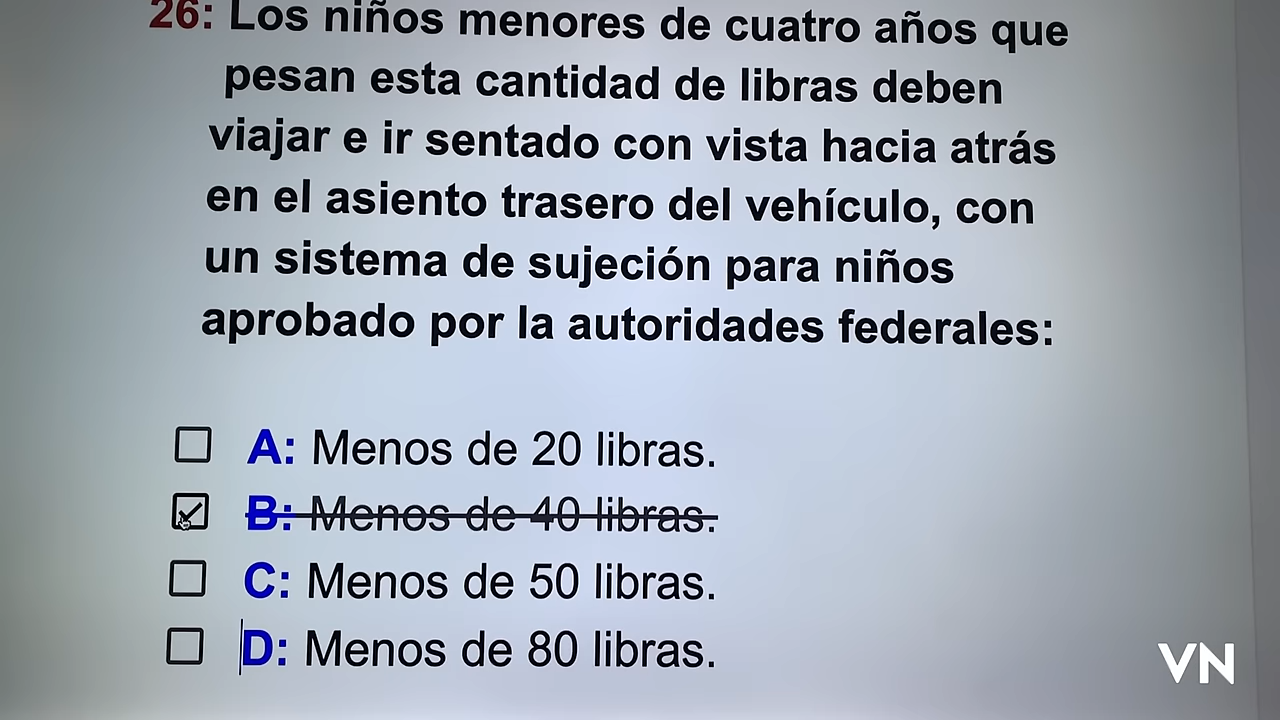 26: Los niños menores de cuatro años que
pesan esta cantidad de libras deben
viajar e ir sentado con vista hacia atrás
en el asiento trasero del vehículo, con
un sistema de sujeción para niños
aprobado por la autoridades federales:
A: Menos de 20 libras.
B: Menos de 40 libras.
C: Menos de 50 libras.
D: Menos de 80 libras.
VN